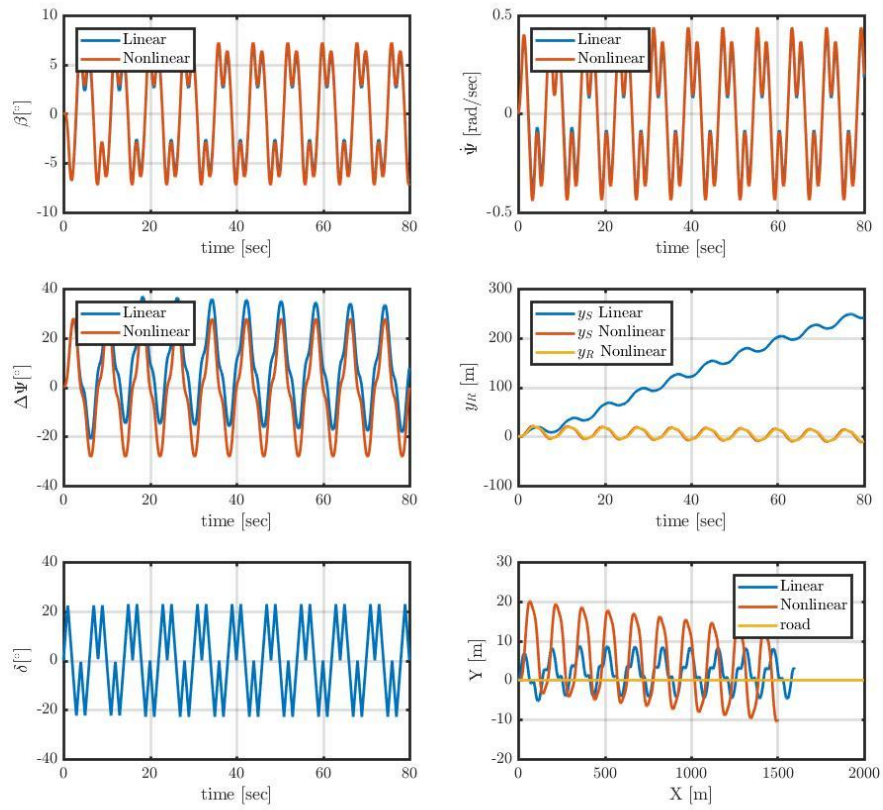 10
5
0
-5
-10
β[°]
Linear
Nonlinear
0 20 40 60 80
time [sec]
0.5
0
-0.5
Ψ̇ [rad/sec]
Linear
Nonlinear
0 20 40 60 80
time [sec]
40
20
0
-20
-40
ΔΨ[°]
Linear
Nonlinear
0 20 40 60 80
time [sec]
300
200
100
0
-100
y_R [m]
y_S Linear
y_S Nonlinear
y_R Nonlinear
0 20 40 60 80
time [sec]
40
20
0
-20
-40
δ[°]
0 20 40 60 80
time [sec]
30
20
10
0
-10
-20
Y [m]
Linear
Nonlinear
road
0 500 1000 1500 2000
X [m]